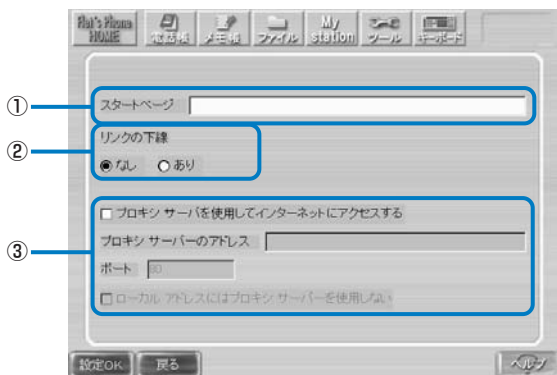 Flet's Phone HOME
電話帳
メモ帳
ファイル
My station
ツール
キーボード
①
スタートページ
②
リンクの下線
なし あり
③
プロキシ サーバを使用してインターネットにアクセスする
プロキシ サーバーのアドレス
ポート 80
ローカル アドレスにはプロキシ サーバーを使用しない
設定OK 戻る ヘルプ